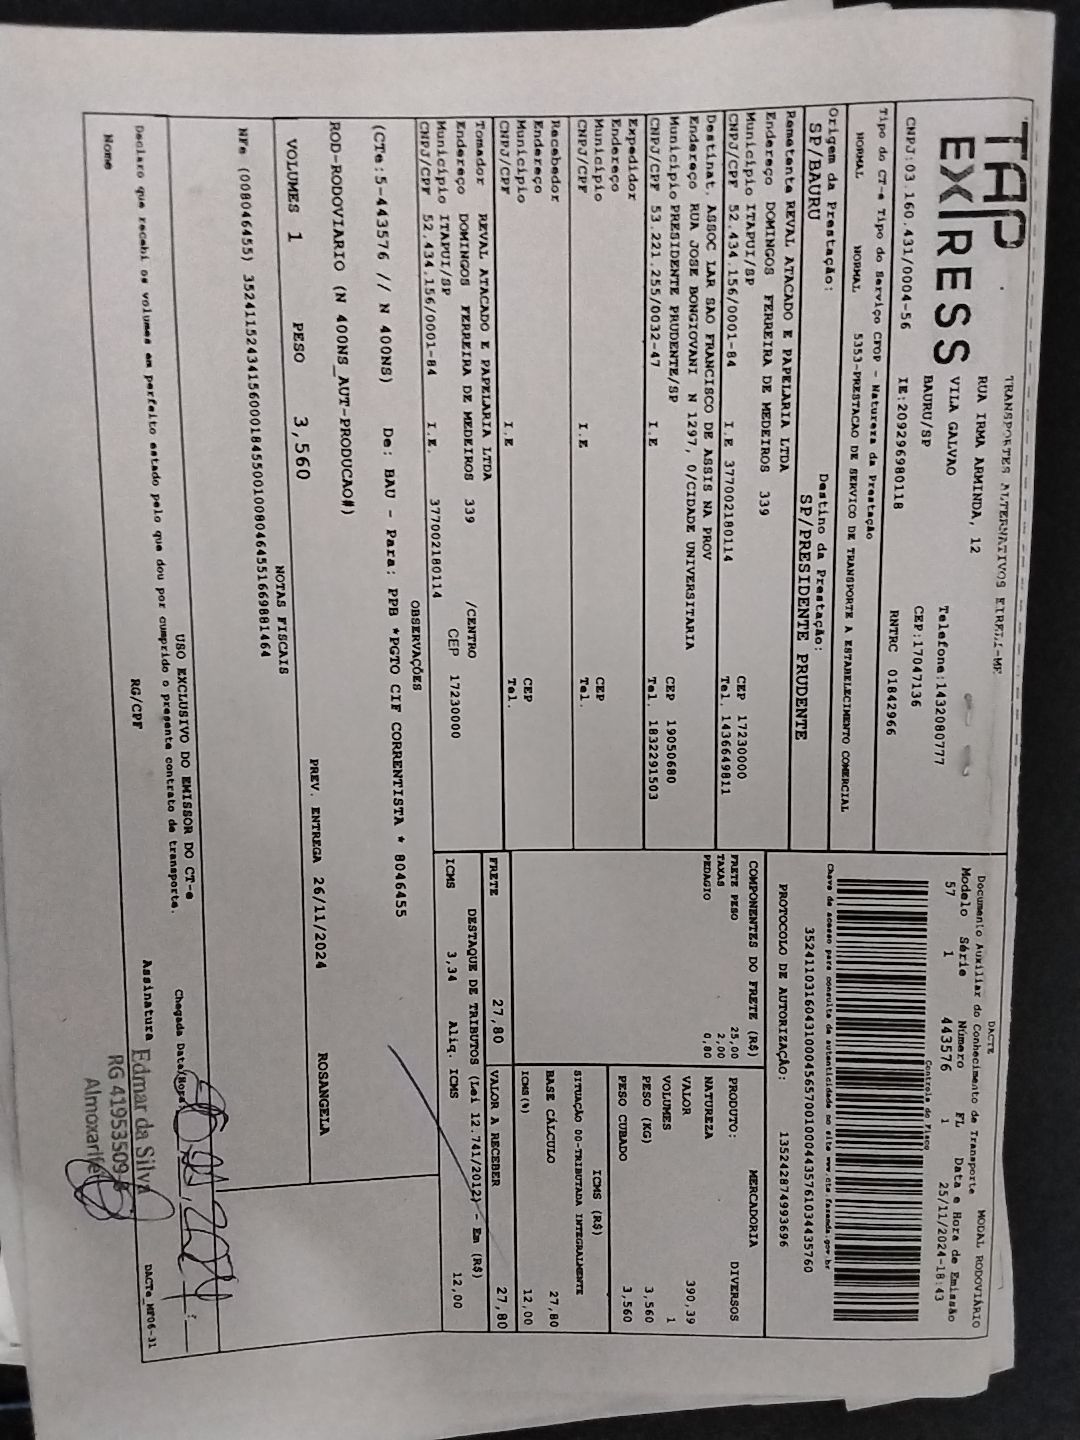 TAP
EXPRESS
TRANSPORTES ALTERNATIVOS EIRELI-ME
RUA IRMA ARMINDA, 12
VILA GALVAO
Telefone:1432080777
BAURU/SP
CEP:17047136
CNPJ:03.160.431/0004-56
IE:209296980118
RNTRC 01842966
DACTE
MODAL RODOVIÁRIO
Documento Auxiliar do Conhecimento de Transporte
Modelo Série Número FL Data e Hora de Emissão
57 1 443576 1 25/11/2024-18:43
Controle do Fisco
Chave de acesso para consulta de autenticidade no site www.cte.fazenda.gov.br
PROTOCOLO DE AUTORIZAÇÃO: 135242874993696
Tipo do CT-e Tipo do Serviço CFOP - Natureza da Prestação
NORMAL NORMAL 5353-PRESTACAO DE SERVICO DE TRANSPORTE A ESTABELECIMENTO COMERCIAL
Origem da Prestação: Destino da Prestação:
SP/BAURU SP/PRESIDENTE PRUDENTE
Remetente REVAL ATACADO E PAPELARIA LTDA
Endereço DOMINGOS FERREIRA DE MEDEIROS 339
Município ITAPUI/SP CEP 17230000
CNPJ/CPF 52.434.156/0001-84 I.E 377002180114 Tel. 1436649811
Destinat. ASSOC LAR SAO FRANCISCO DE ASSIS NA PROV
Endereço RUA JOSE BONGIOVANI N 1297, 0/CIDADE UNIVERSITARIA
Município PRESIDENTE PRUDENTE/SP CEP 19050680
CNPJ/CPF 53.221.255/0032-47 I.E Tel. 1832291503
Expedidor
Endereço
Município CEP
CNPJ/CPF I.E Tel.
Recebedor
Endereço
Município CEP
CNPJ/CPF I.E Tel.
Tomador REVAL ATACADO E PAPELARIA LTDA
Endereço DOMINGOS FERREIRA DE MEDEIROS 339 /CENTRO
Município ITAPUI/SP CEP 17230000
CNPJ/CPF 52.434.156/0001-84 I.E. 377002180114
COMPONENTES DO FRETE (R$)
FRETE PESO 25,00
TAXAS 2,00
PEDAGIO 0,80
MERCADORIA
PRODUTO: DIVERSOS
NATUREZA
VALOR 390,39
VOLUMES 1
PESO (KG) 3,560
PESO CUBADO 3,560
ICMS (R$)
SITUAÇÃO 00-TRIBUTADA INTEGRALMENTE
BASE CÁLCULO 27,80
ICMS(%) 12,00
FRETE 27,80 VALOR A RECEBER 27,80
DESTAQUE DE TRIBUTOS (Lei 12.741/2012) - Em (R$)
ICMS 3,34 Aliq. ICMS 12,00
OBSERVAÇÕES
(CTe:5-443576 // N 400NS) De: BAU - Para: PPB *PGTO CIF CORRENTISTA * 8046455
ROD-RODOVIARIO (N 400NS_AUT-PRODUCAO#)
PREV. ENTREGA 26/11/2024 ROSANGELA
VOLUMES 1 PESO 3,560
NOTAS FISCAIS
NFe (008046455) 35241152434156000184550010080464551669881464
USO EXCLUSIVO DO EMISSOR DO CT-e
Declaro que recebi os volumes em perfeito estado pelo que dou por cumprido o presente contrato de transporte.
Chegada Data/Hora
Nome RG/CPF Assinatura
Edmar da Silva
Almoxarife
DACTe_MP06-31